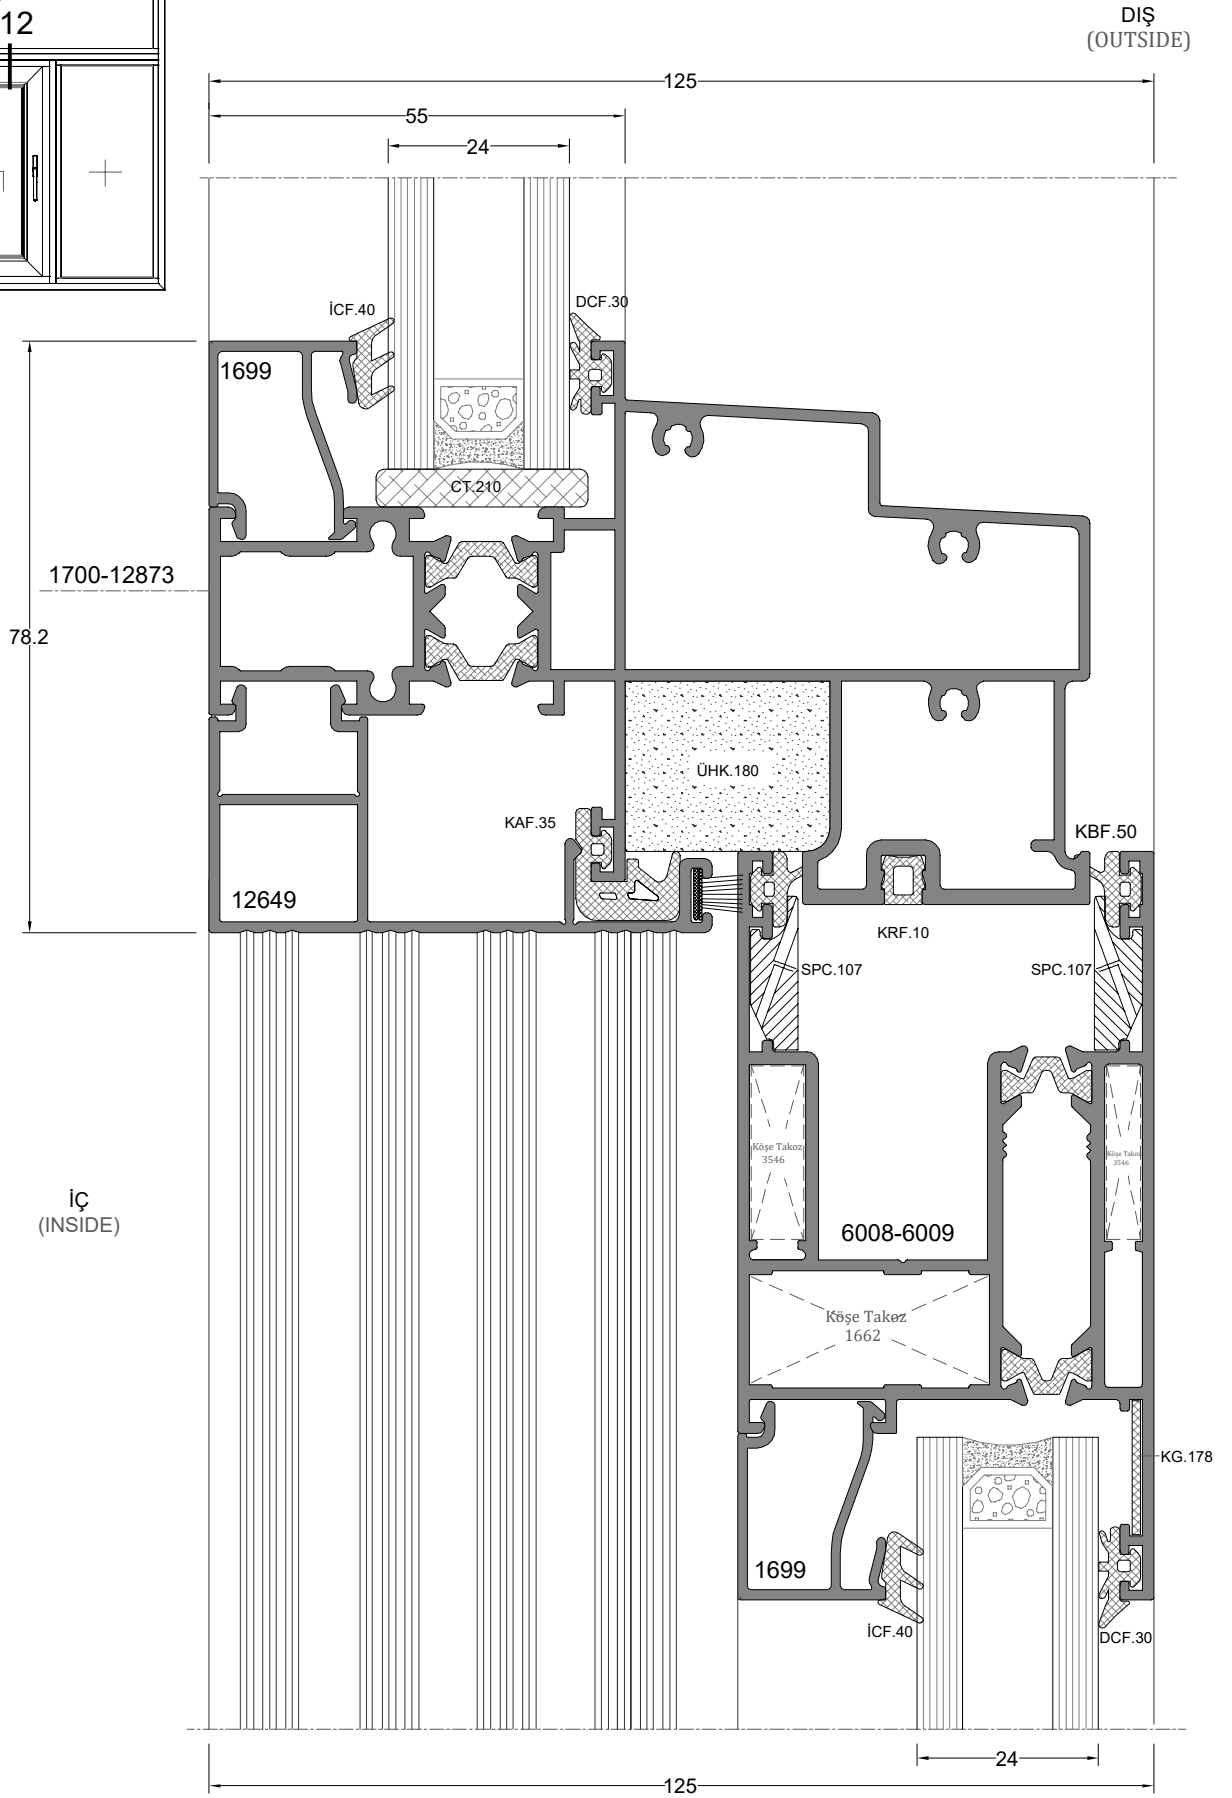 12
DIŞ
(OUTSIDE)
125
55
24
İCF.40
DCF.30
1699
CT.210
1700-12873
78.2
ÜHK.180
KAF.35
KBF.50
12649
KRF.10
SPC.107
SPC.107
Köşe Takoz
3546
Köşe Takoz
3546
İÇ
(INSIDE)
6008-6009
Köşe Takoz
1662
KG.178
1699
İCF.40
DCF.30
24
125